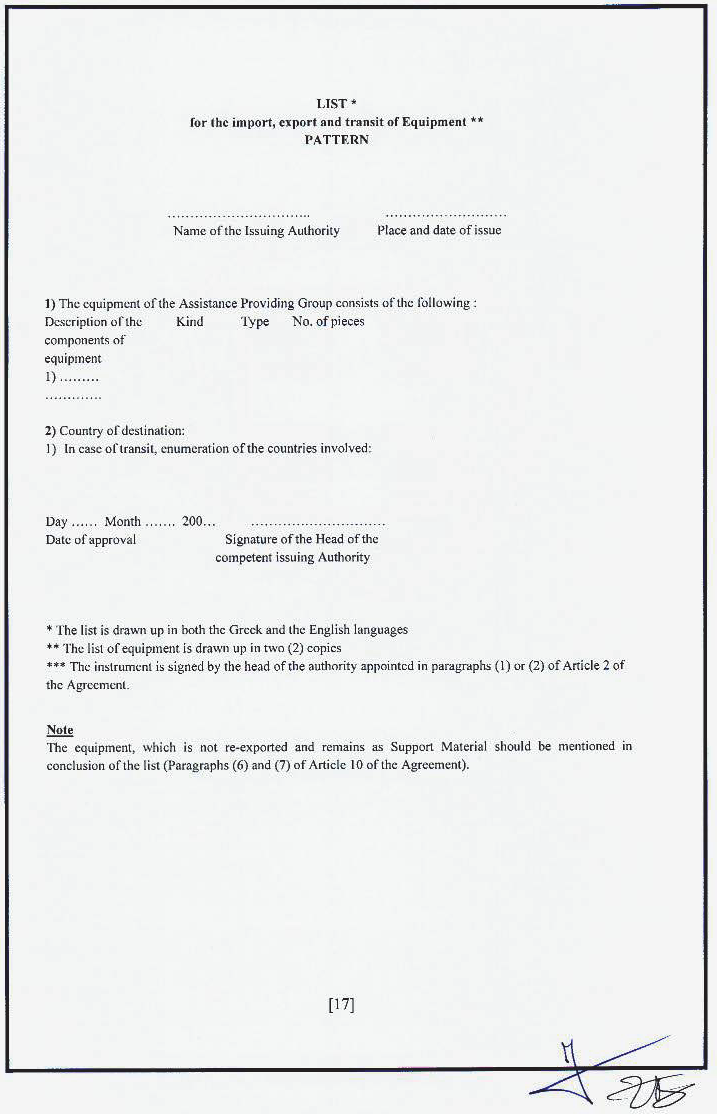 LIST *
for the import, export and transit of Equipment **
PATTERN
............................... ...........................
Name of the Issuing Authority Place and date of issue
1) The equipment of the Assistance Providing Group consists of the following :
Description of the Kind Type No. of pieces
components of
equipment
1) .........
.............
2) Country of destination:
1) In case of transit, enumeration of the countries involved:
Day ...... Month ....... 200... ..............................
Date of approval Signature of the Head of the
competent issuing Authority
* The list is drawn up in both the Greek and the English languages
** The list of equipment is drawn up in two (2) copies
*** The instrument is signed by the head of the authority appointed in paragraphs (1) or (2) of Article 2 of
the Agreement.
Note
The equipment, which is not re-exported and remains as Support Material should be mentioned in
conclusion of the list (Paragraphs (6) and (7) of Article 10 of the Agreement).
[17]